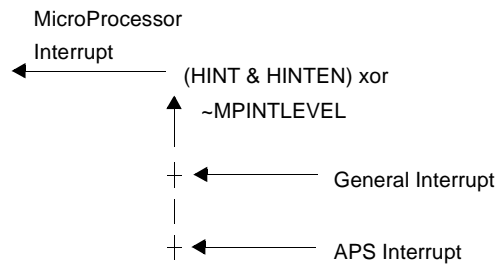 MicroProcessor
Interrupt
(HINT & HINTEN) xor
~MPINTLEVEL
General Interrupt
APS Interrupt